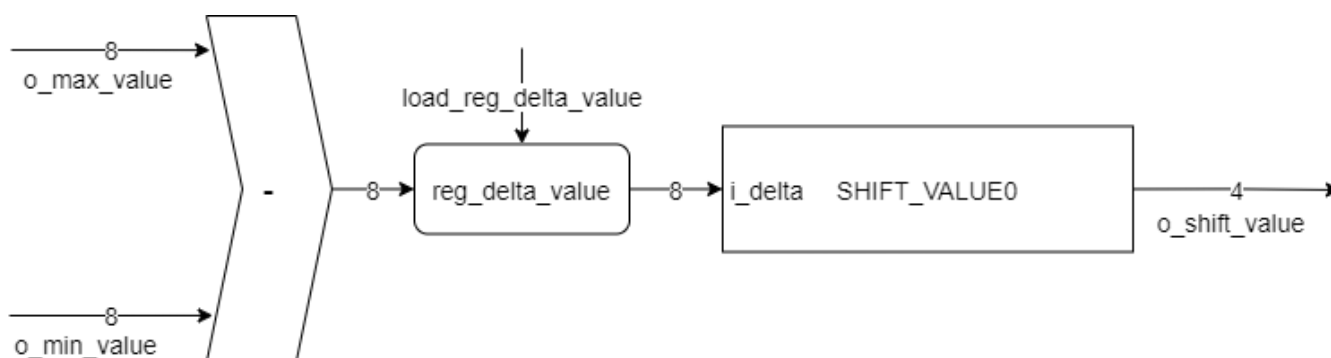 8
o_max_value
load_reg_delta_value
-
8
reg_delta_value
8
i_delta SHIFT_VALUE0
4
o_shift_value
8
o_min_value